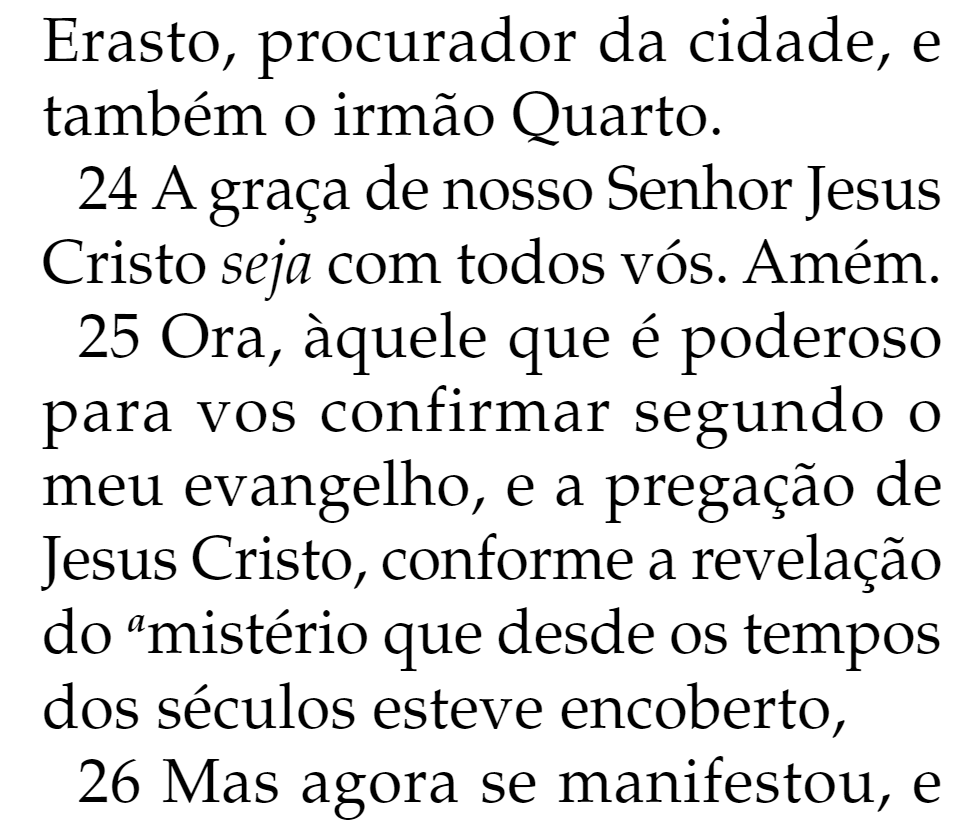 Erasto, procurador da cidade, e
também o irmão Quarto.
24 A graça de nosso Senhor Jesus
Cristo seja com todos vós. Amém.
25 Ora, àquele que é poderoso
para vos confirmar segundo o
meu evangelho, e a pregação de
Jesus Cristo, conforme a revelação
do ªmistério que desde os tempos
dos séculos esteve encoberto,
26 Mas agora se manifestou, e